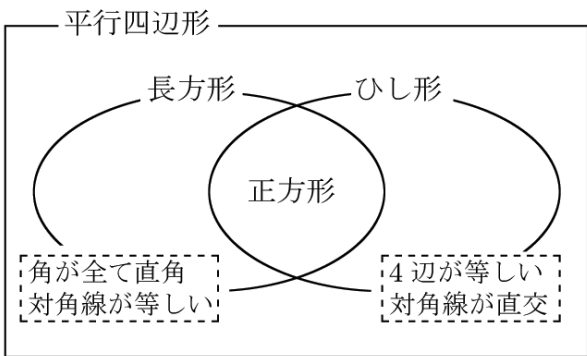 平行四辺形
長方形
ひし形
正方形
角が全て直角
対角線が等しい
4辺が等しい
対角線が直交